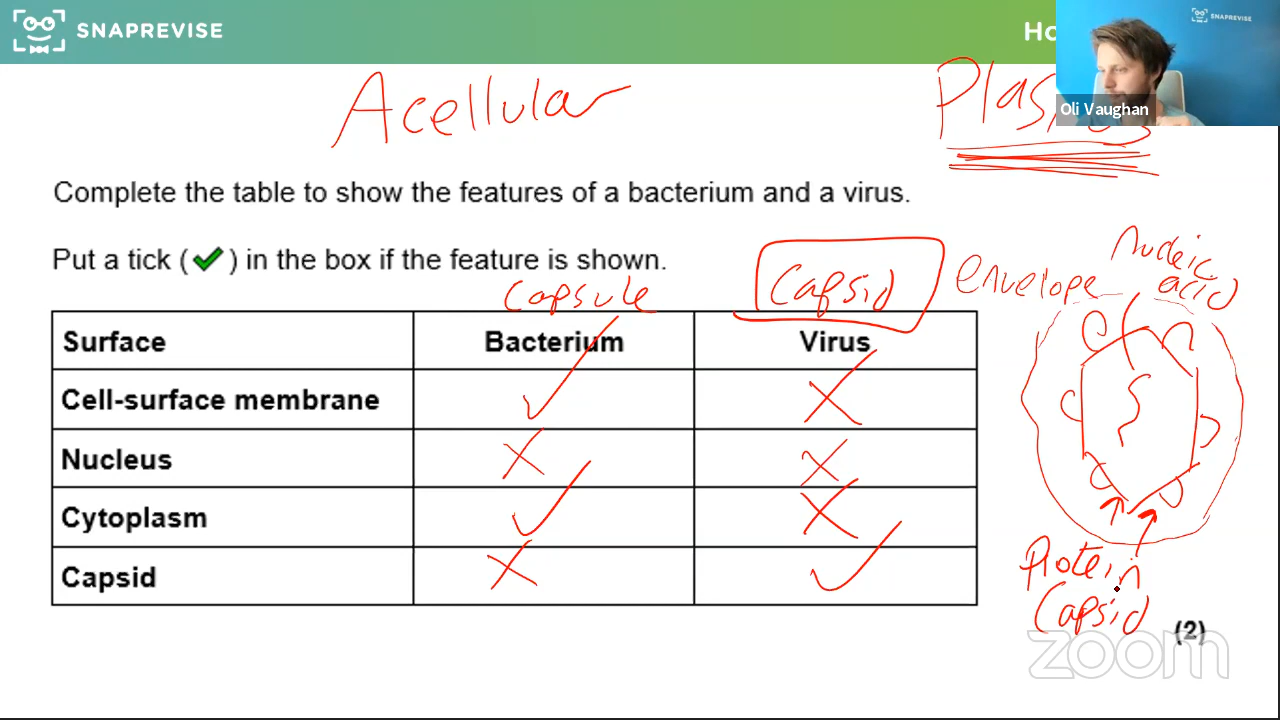 SNAPREVISE
Ho
SNAPREVISE
Oli Vaughan
Acellular
Complete the table to show the features of a bacterium and a virus.
Put a tick (✔) in the box if the feature is shown.
capsule
Capsid
envelope
nucleic
acid
Surface Bacterium Virus
Cell-surface membrane ✓ X
Nucleus X X
Cytoplasm ✓ X
Capsid X ✓
Protein
Capsid
(2)
zoom